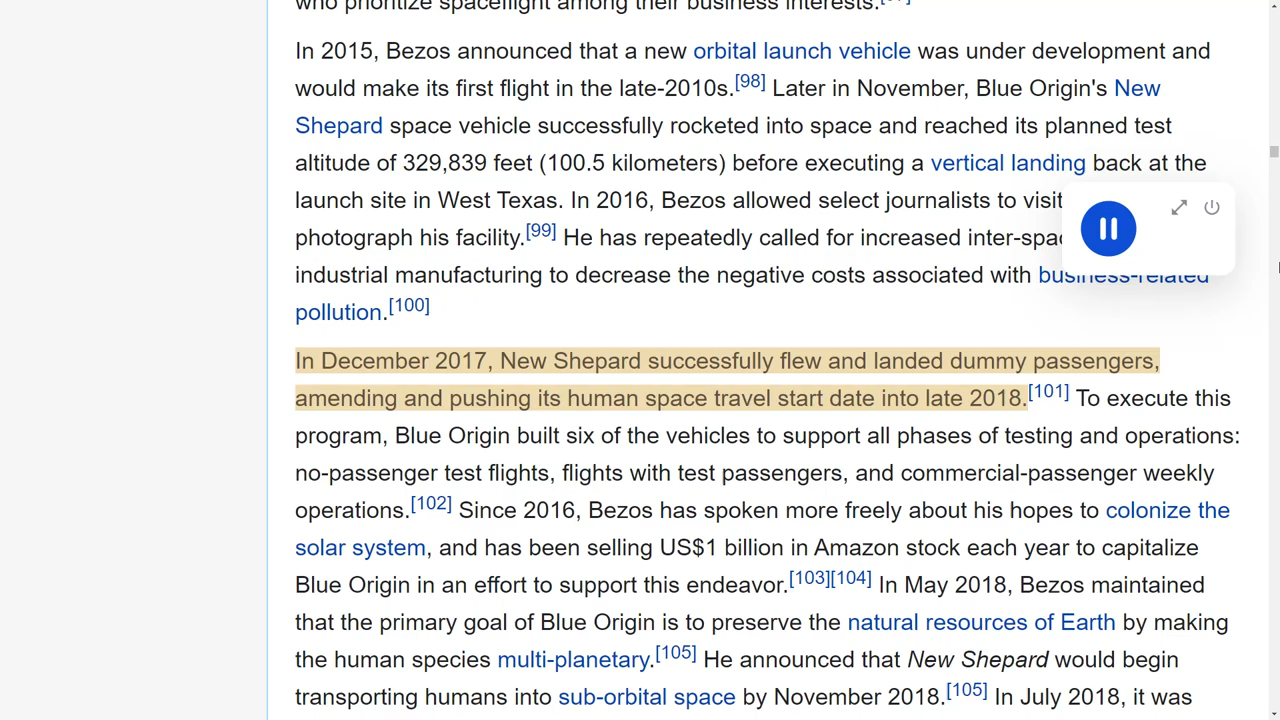 who prioritize spaceflight among their business interests.
In 2015, Bezos announced that a new orbital launch vehicle was under development and
would make its first flight in the late-2010s.[98] Later in November, Blue Origin's New
Shepard space vehicle successfully rocketed into space and reached its planned test
altitude of 329,839 feet (100.5 kilometers) before executing a vertical landing back at the
launch site in West Texas. In 2016, Bezos allowed select journalists to visit
photograph his facility.[99] He has repeatedly called for increased
industrial manufacturing to decrease the negative costs associated with business-related
pollution.[100]
In December 2017, New Shepard successfully flew and landed dummy passengers,
amending and pushing its human space travel start date into late 2018.[101] To execute this
program, Blue Origin built six of the vehicles to support all phases of testing and operations:
no-passenger test flights, flights with test passengers, and commercial-passenger weekly
operations.[102] Since 2016, Bezos has spoken more freely about his hopes to colonize the
solar system, and has been selling US$1 billion in Amazon stock each year to capitalize
Blue Origin in an effort to support this endeavor.[103][104] In May 2018, Bezos maintained
that the primary goal of Blue Origin is to preserve the natural resources of Earth by making
the human species multi-planetary.[105] He announced that New Shepard would begin
transporting humans into sub-orbital space by November 2018.[105] In July 2018, it was